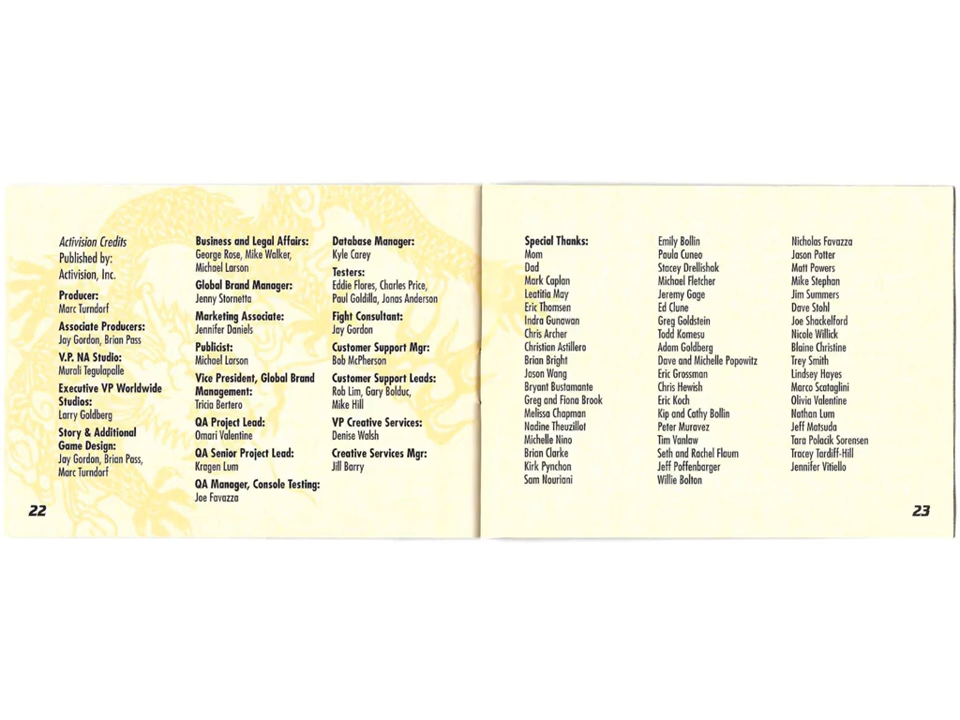 Activision Credits
Published by:
Activision, Inc.
Producer:
Marc Turndorf
Associate Producers:
Jay Gordon, Brian Pass
V.P. NA Studio:
Murali Tegulapalle
Executive VP Worldwide
Studios:
Larry Goldberg
Story & Additional
Game Design:
Jay Gordon, Brian Pass,
Marc Turndorf
Business and Legal Affairs:
George Rose, Mike Walker,
Michael Larson
Global Brand Manager:
Jenny Stornetta
Marketing Associate:
Jennifer Daniels
Publicist:
Michael Larson
Vice President, Global Brand
Management:
Tricia Bertero
QA Project Lead:
Omari Valentine
QA Senior Project Lead:
Kragen Lum
QA Manager, Console Testing:
Joe Favazza
Database Manager:
Kyle Carey
Testers:
Eddie Flores, Charles Price,
Paul Goldilla, Jonas Anderson
Fight Consultant:
Jay Gordon
Customer Support Mgr:
Bob McPherson
Customer Support Leads:
Rob Lim, Gary Bolduc,
Mike Hill
VP Creative Services:
Denise Walsh
Creative Services Mgr:
Jill Barry
22
Special Thanks:
Mom
Dad
Mark Caplan
Leatitia May
Eric Thomsen
Indra Gunawan
Chris Archer
Christian Astillero
Brian Bright
Jason Wang
Bryant Bustamante
Greg and Fiona Brook
Melissa Chapman
Nadine Theuzillot
Michelle Nino
Brian Clarke
Kirk Pynchon
Sam Nouriani
Emily Bollin
Paula Cuneo
Stacey Drellishak
Michael Fletcher
Jeremy Gage
Ed Clune
Greg Goldstein
Todd Komesu
Adam Goldberg
Dave and Michelle Popowitz
Eric Grossman
Chris Hewish
Eric Koch
Kip and Cathy Bollin
Peter Muravez
Tim Vanlaw
Seth and Rachel Flaum
Jeff Poffenbarger
Willie Bolton
Nicholas Favazza
Jason Potter
Matt Powers
Mike Stephan
Jim Summers
Dave Stohl
Joe Shackelford
Nicole Willick
Blaine Christine
Trey Smith
Lindsey Hayes
Marco Scataglini
Olivia Valentine
Nathan Lum
Jeff Matsuda
Tara Polacik Sorensen
Tracey Tardiff-Hill
Jennifer Vitiello
23